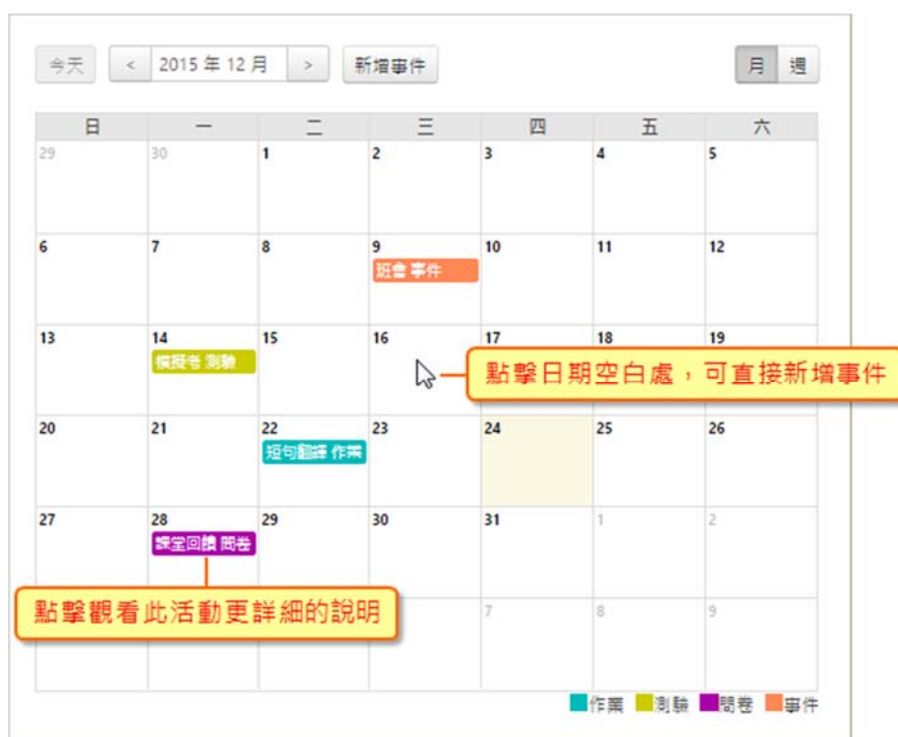 今天 < 2015 年 12 月 > 新增事件 月 週
日 一 二 三 四 五 六
29 30 1 2 3 4 5
6 7 8 9 10 11 12
班會 事件
13 14 15 16 17 18 19
模擬考 測驗
點擊日期空白處，可直接新增事件
20 21 22 23 24 25 26
短句翻譯 作業
27 28 29 30 31 1 2
課堂回饋 問卷
點擊觀看此活動更詳細的說明
7 8 9
作業 測驗 問卷 事件